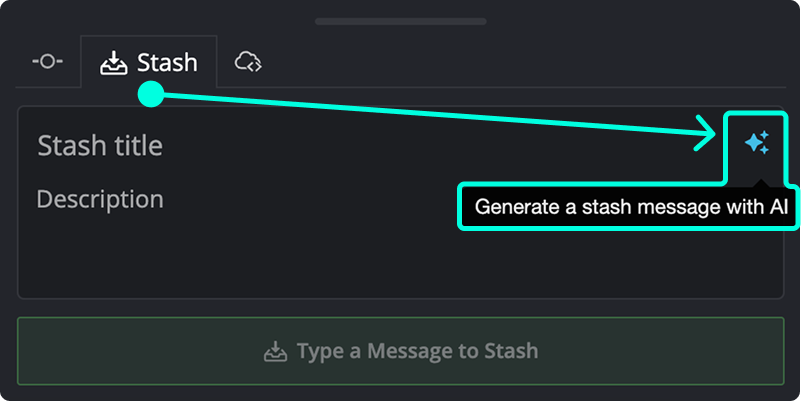 Stash
Stash title
Description
Generate a stash message with AI
Type a Message to Stash